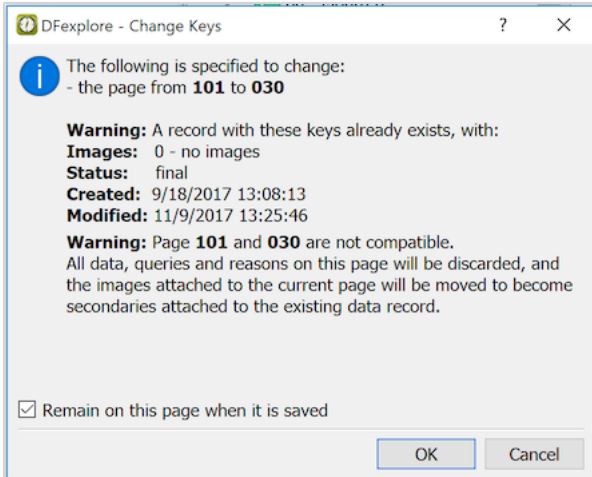 DFexplore - Change Keys
The following is specified to change:
- the page from 101 to 030
Warning: A record with these keys already exists, with:
Images: 0 - no images
Status: final
Created: 9/18/2017 13:08:13
Modified: 11/9/2017 13:25:46
Warning: Page 101 and 030 are not compatible.
All data, queries and reasons on this page will be discarded, and
the images attached to the current page will be moved to become
secondaries attached to the existing data record.
Remain on this page when it is saved
OK Cancel